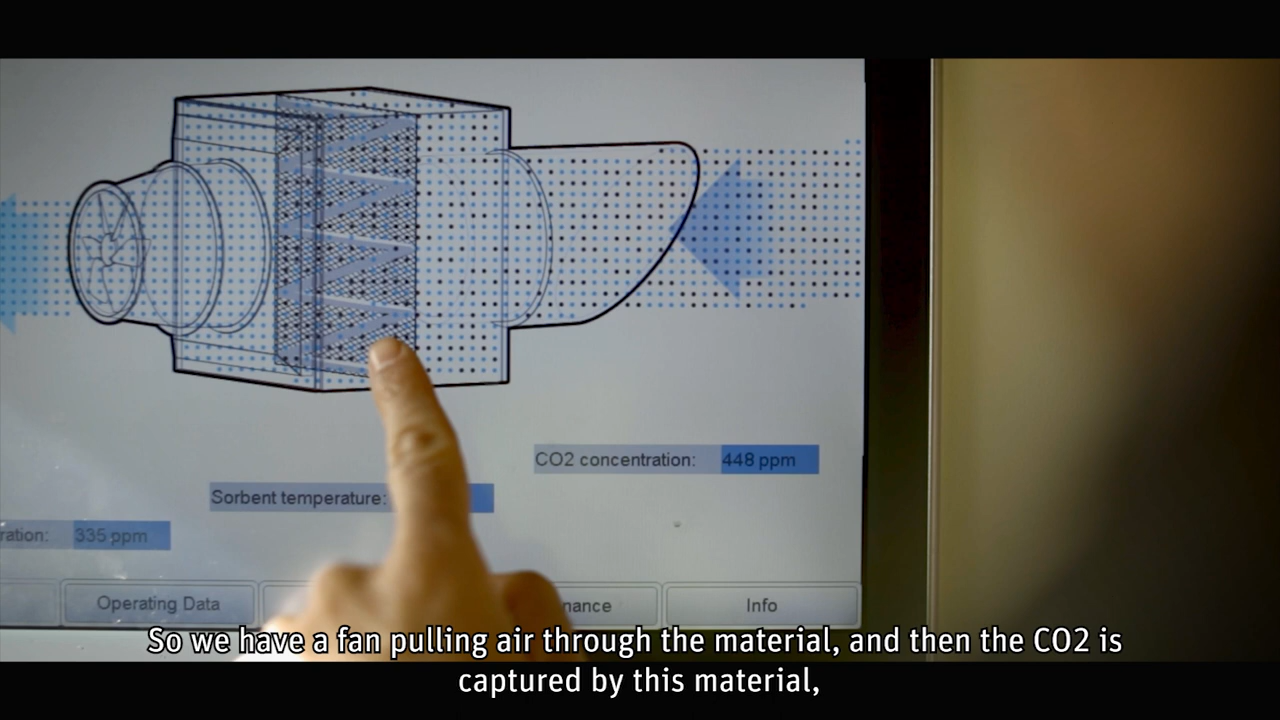 CO2 concentration: 448 ppm
Sorbent temperature:
ration: 335 ppm
Operating Data
nance
Info
So we have a fan pulling air through the material, and then the CO2 is
captured by this material,